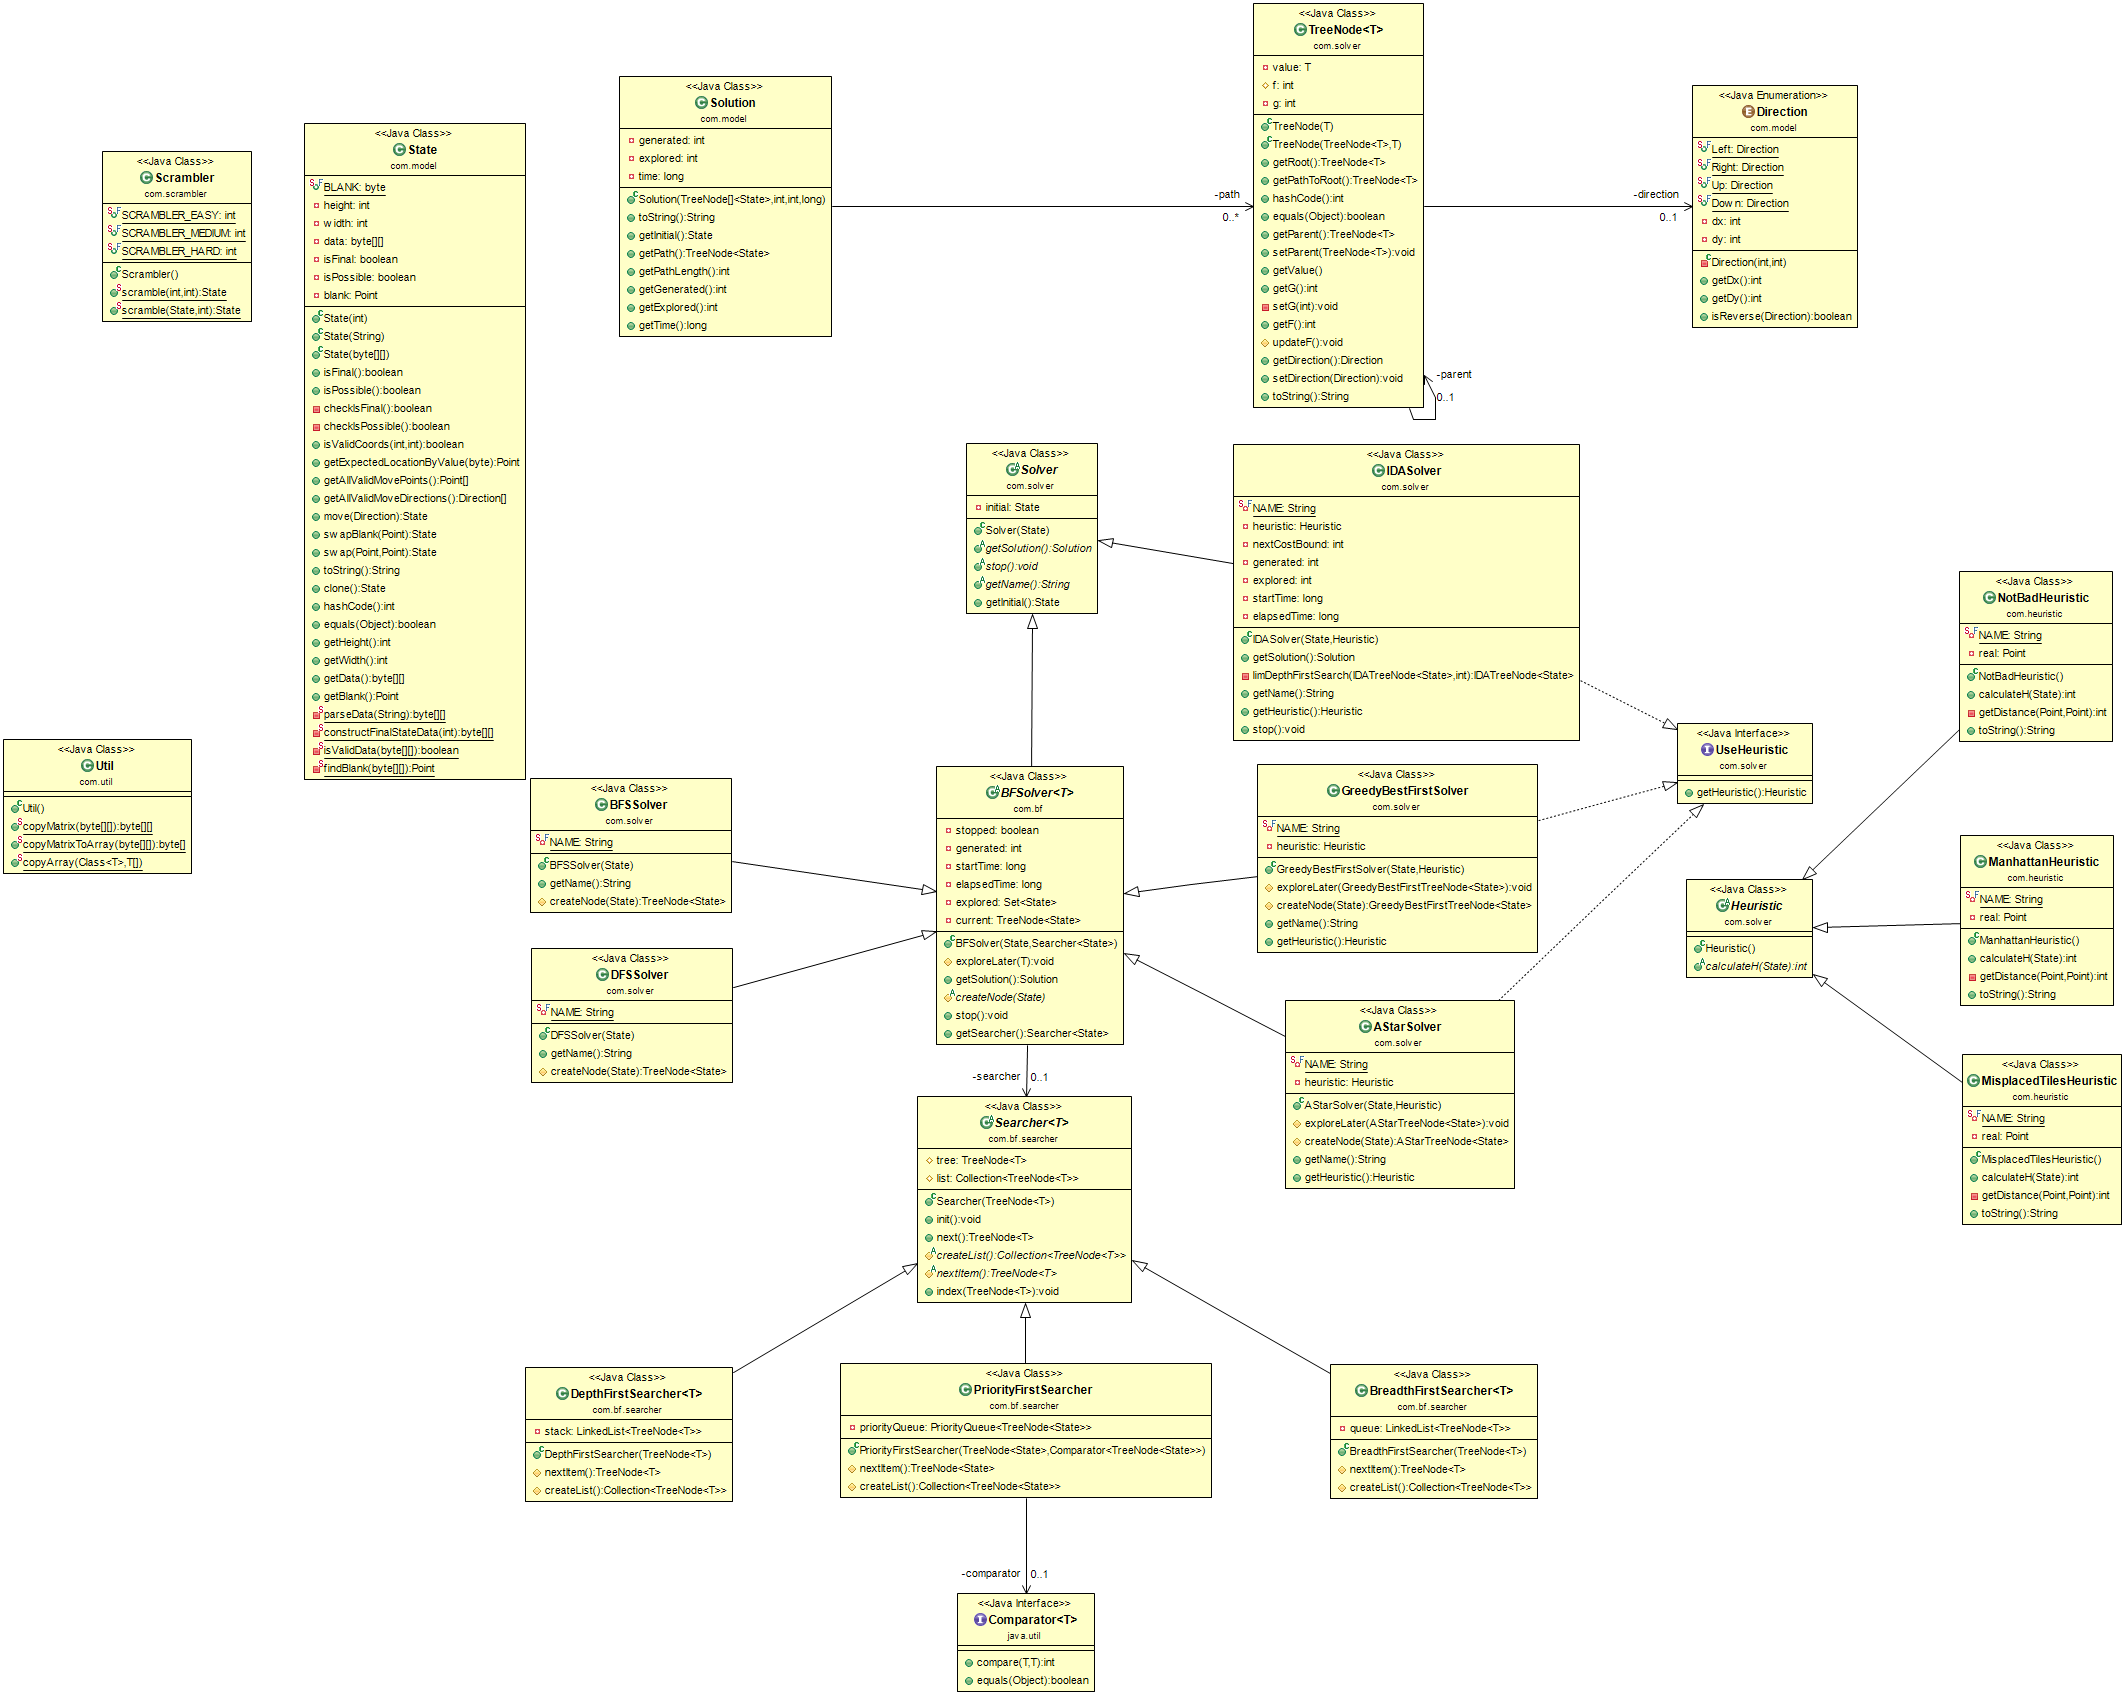 <<Java Class>>
TreeNode<T>
com.solver
value: T
f: int
g: int
TreeNode(T)
TreeNode(TreeNode<T>,T)
getRoot():TreeNode<T>
getPathToRoot():TreeNode<T>
hashCode():int
equals(Object):boolean
getParent():TreeNode<T>
setParent(TreeNode<T>):void
getValue()
getG():int
setG(int):void
getF():int
updateF():void
getDirection():Direction
setDirection(Direction):void
toString():String
-parent
0..1
<<Java Class>>
Solution
com.model
generated: int
explored: int
time: long
Solution(TreeNode[]<State>,int,int,long)
toString():String
getInitial():State
getPath():TreeNode<State>
getPathLength():int
getGenerated():int
getExplored():int
getTime():long
-path
0..*
<<Java Enumeration>>
Direction
com.model
Left: Direction
Right: Direction
Up: Direction
Down: Direction
dx: int
dy: int
Direction(int,int)
getDx():int
getDy():int
isReverse(Direction):boolean
-direction
0..1
<<Java Class>>
Scrambler
com.scrambler
SCRAMBLER_EASY: int
SCRAMBLER_MEDIUM: int
SCRAMBLER_HARD: int
Scrambler()
scramble(int,int):State
scramble(State,int):State
<<Java Class>>
State
com.model
BLANK: byte
height: int
width: int
data: byte[][]
isFinal: boolean
isPossible: boolean
blank: Point
State(int)
State(String)
State(byte[][])
isFinal():boolean
isPossible():boolean
checkIsFinal():boolean
checkIsPossible():boolean
isValidCoords(int,int):boolean
getExpectedLocationByValue(byte):Point
getAllValidMovePoints():Point[]
getAllValidMoveDirections():Direction[]
move(Direction):State
swapBlank(Point):State
swap(Point,Point):State
toString():String
clone():State
hashCode():int
equals(Object):boolean
getHeight():int
getWidth():int
getData():byte[][]
getBlank():Point
parseData(String):byte[][]
constructFinalStateData(int):byte[][]
isValidData(byte[][]):boolean
findBlank(byte[][]):Point
<<Java Class>>
Solver
com.solver
initial: State
Solver(State)
getSolution():Solution
stop():void
getName():String
getInitial():State
<<Java Class>>
IDASolver
com.solver
NAME: String
heuristic: Heuristic
nextCostBound: int
generated: int
explored: int
startTime: long
elapsedTime: long
IDASolver(State,Heuristic)
getSolution():Solution
limDepthFirstSearch(IDATreeNode<State>,int):IDATreeNode<State>
getName():String
getHeuristic():Heuristic
stop():void
<<Java Class>>
NotBadHeuristic
com.heuristic
NAME: String
real: Point
NotBadHeuristic()
calculateH(State):int
getDistance(Point,Point):int
toString():String
<<Java Interface>>
UseHeuristic
com.solver
getHeuristic():Heuristic
<<Java Class>>
Util
com.util
Util()
copyMatrix(byte[][]):byte[][]
copyMatrixToArray(byte[][]):byte[]
copyArray(Class<T>,T[])
<<Java Class>>
BFSSolver
com.solver
NAME: String
BFSSolver(State)
getName():String
createNode(State):TreeNode<State>
<<Java Class>>
BFSolver<T>
com.bf
stopped: boolean
generated: int
startTime: long
elapsedTime: long
explored: Set<State>
current: TreeNode<State>
BFSolver(State,Searcher<State>)
exploreLater(T):void
getSolution():Solution
createNode(State)
stop():void
getSearcher():Searcher<State>
<<Java Class>>
GreedyBestFirstSolver
com.solver
NAME: String
heuristic: Heuristic
GreedyBestFirstSolver(State,Heuristic)
exploreLater(GreedyBestFirstTreeNode<State>):void
createNode(State):GreedyBestFirstTreeNode<State>
getName():String
getHeuristic():Heuristic
<<Java Class>>
Heuristic
com.solver
Heuristic()
calculateH(State):int
<<Java Class>>
ManhattanHeuristic
com.heuristic
NAME: String
real: Point
ManhattanHeuristic()
calculateH(State):int
getDistance(Point,Point):int
toString():String
<<Java Class>>
DFSSolver
com.solver
NAME: String
DFSSolver(State)
getName():String
createNode(State):TreeNode<State>
<<Java Class>>
AStarSolver
com.solver
NAME: String
heuristic: Heuristic
AStarSolver(State,Heuristic)
exploreLater(AStarTreeNode<State>):void
createNode(State):AStarTreeNode<State>
getName():String
getHeuristic():Heuristic
<<Java Class>>
MisplacedTilesHeuristic
com.heuristic
NAME: String
real: Point
MisplacedTilesHeuristic()
calculateH(State):int
getDistance(Point,Point):int
toString():String
-searcher
0..1
<<Java Class>>
Searcher<T>
com.bf.searcher
tree: TreeNode<T>
list: Collection<TreeNode<T>>
Searcher(TreeNode<T>)
init():void
next():TreeNode<T>
createList():Collection<TreeNode<T>>
nextItem():TreeNode<T>
index(TreeNode<T>):void
<<Java Class>>
DepthFirstSearcher<T>
com.bf.searcher
stack: LinkedList<TreeNode<T>>
DepthFirstSearcher(TreeNode<T>)
nextItem():TreeNode<T>
createList():Collection<TreeNode<T>>
<<Java Class>>
PriorityFirstSearcher
com.bf.searcher
priorityQueue: PriorityQueue<TreeNode<State>>
PriorityFirstSearcher(TreeNode<State>,Comparator<TreeNode<State>>)
nextItem():TreeNode<State>
createList():Collection<TreeNode<State>>
<<Java Class>>
BreadthFirstSearcher<T>
com.bf.searcher
queue: LinkedList<TreeNode<T>>
BreadthFirstSearcher(TreeNode<T>)
nextItem():TreeNode<T>
createList():Collection<TreeNode<T>>
-comparator
0..1
<<Java Interface>>
Comparator<T>
java.util
compare(T,T):int
equals(Object):boolean